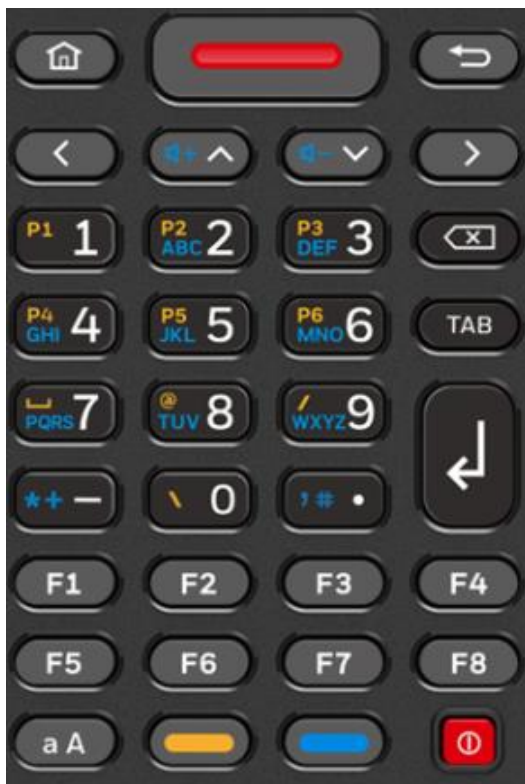 + -
P1 1 P2 ABC 2 P3 DEF 3
P4 GHI 4 P5 JKL 5 P6 MNO 6 TAB
PQRS 7 @ TUV 8 / WXYZ 9
*+ — \ 0 ,# •
F1 F2 F3 F4
F5 F6 F7 F8
a A